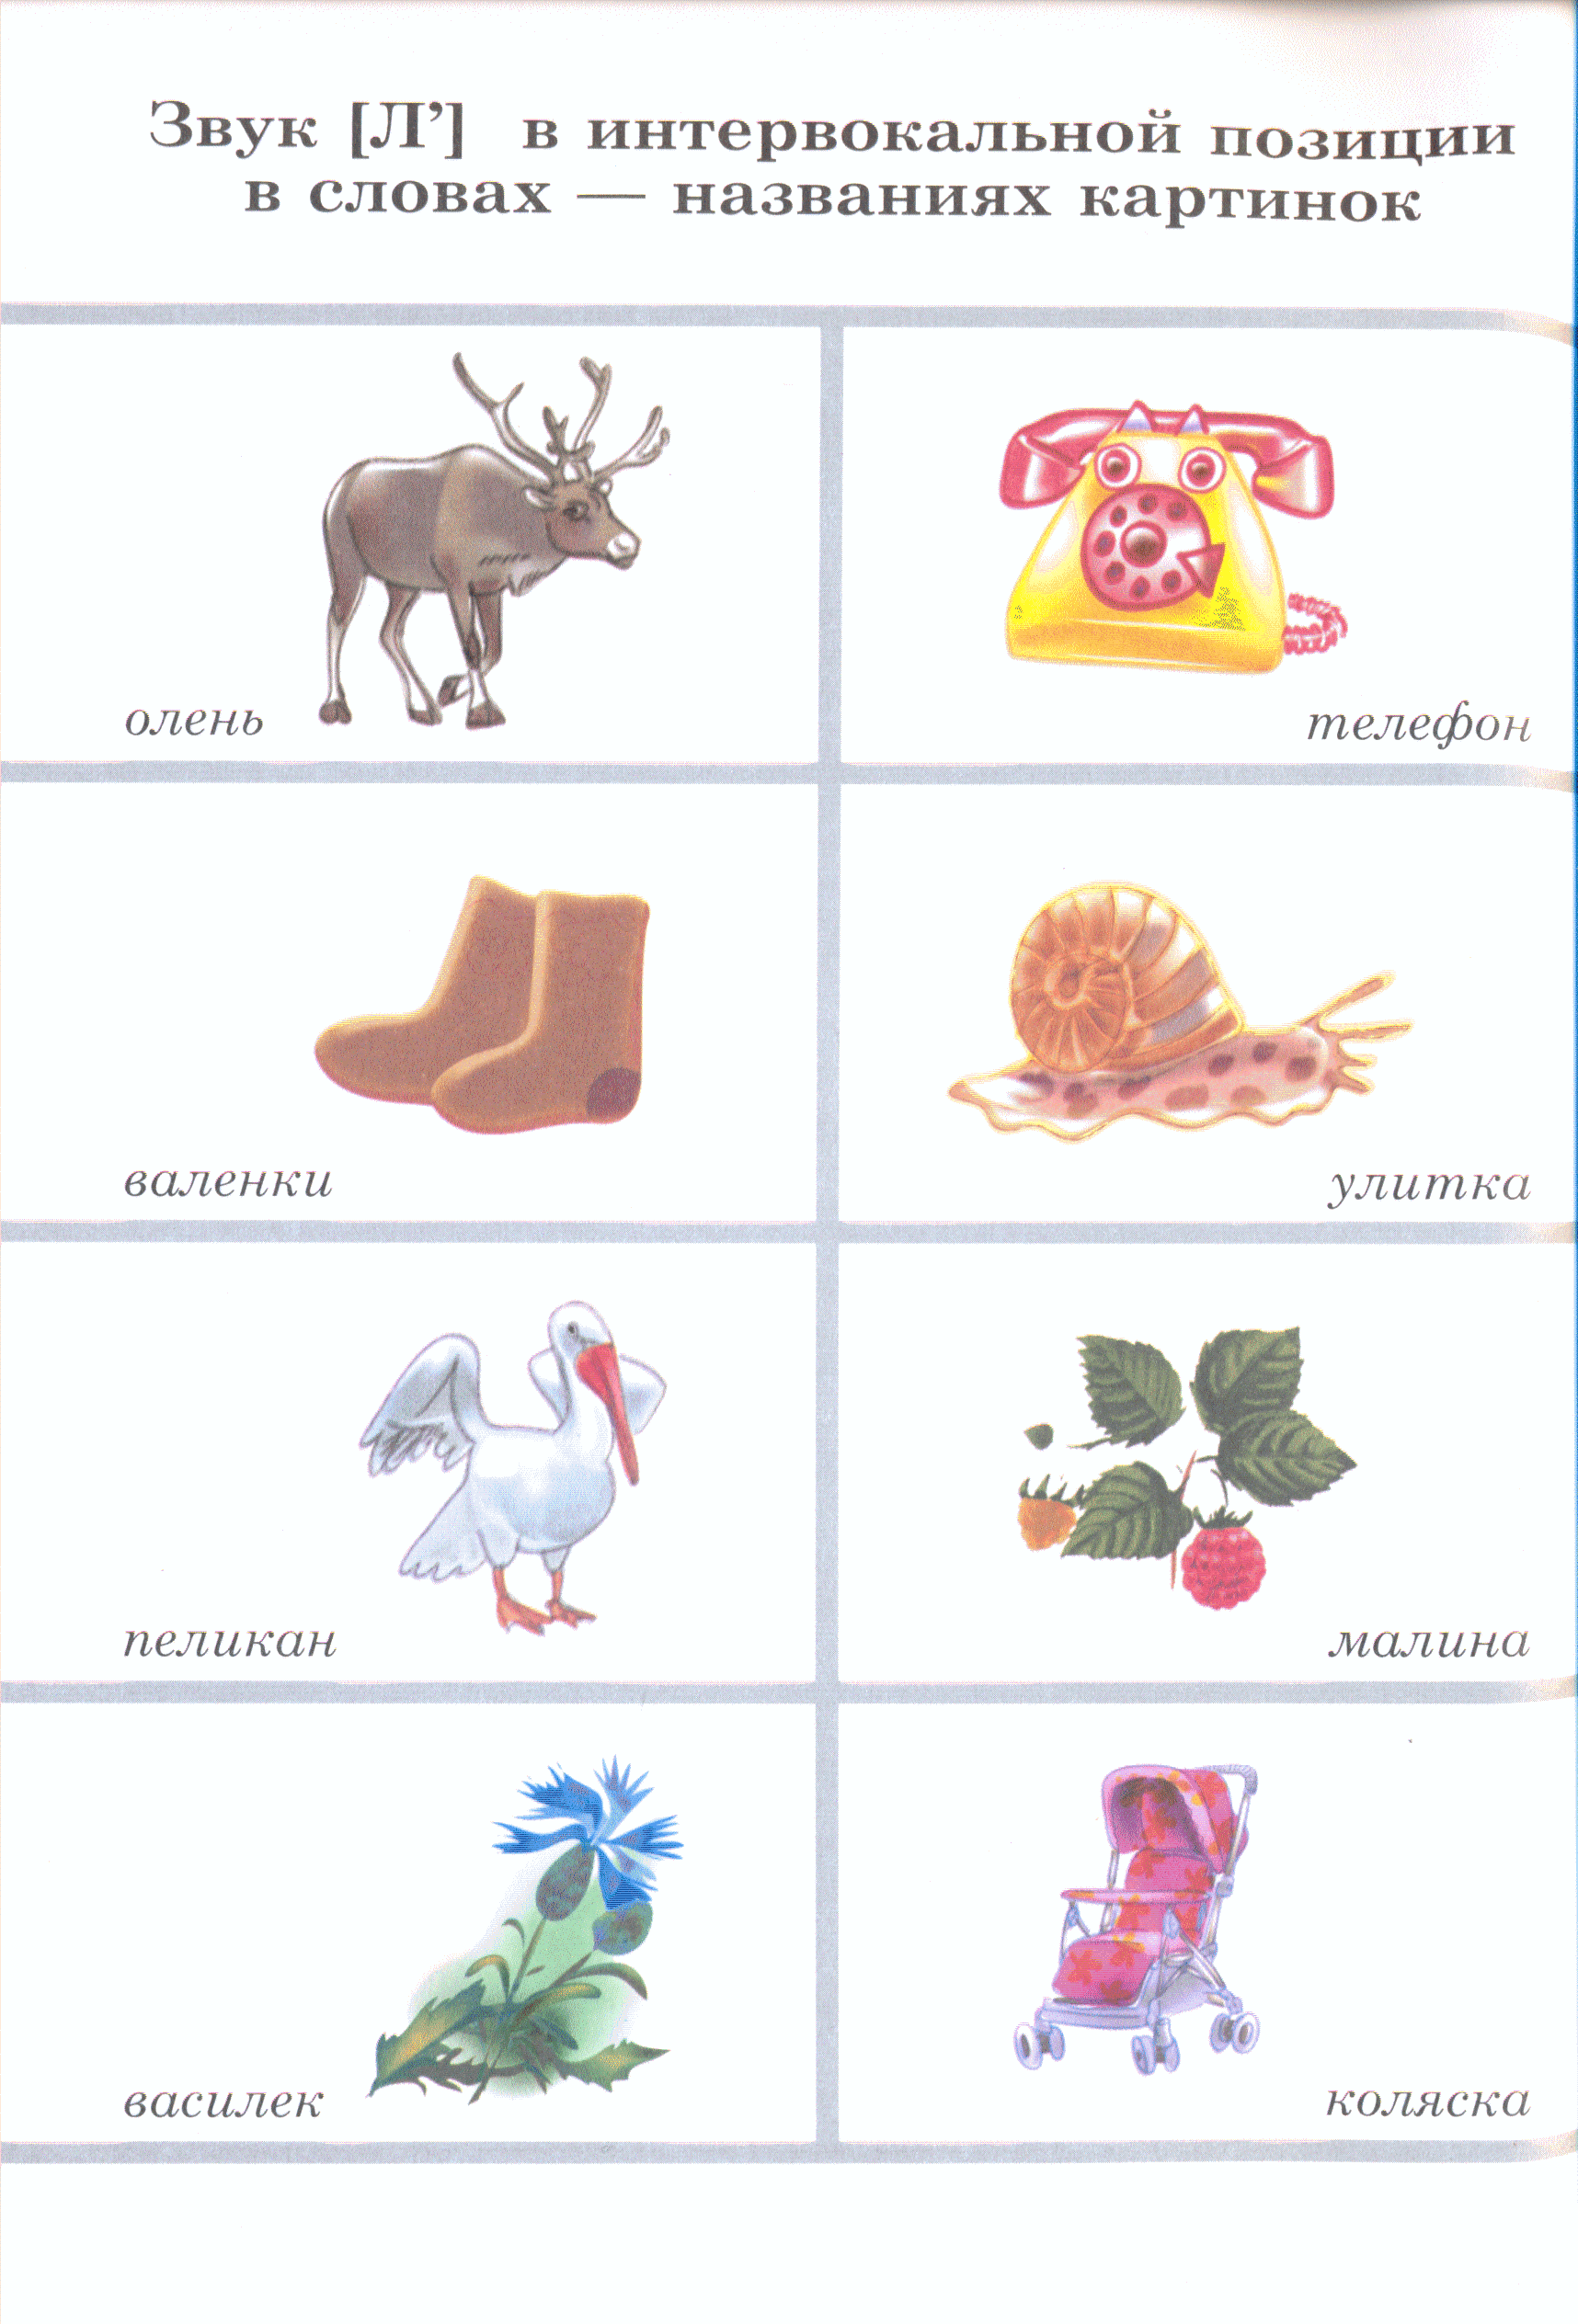 Звук [Л’] в интервокальной позиции
в словах — названиях картинок
олень
телефон
валенки
улитка
пеликан
малина
василек
коляска